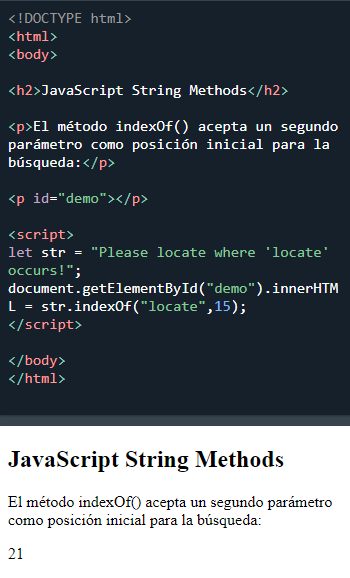 <!DOCTYPE html>
<html>
<body>
<h2>JavaScript String Methods</h2>
<p>El método indexOf() acepta un segundo
parámetro como posición inicial para la
búsqueda:</p>
<p id="demo"></p>
<script>
let str = "Please locate where 'locate'
occurs!";
document.getElementById("demo").innerHTM
L = str.indexOf("locate",15);
</script>
</body>
</html>
JavaScript String Methods
El método indexOf() acepta un segundo parámetro
como posición inicial para la búsqueda:
21